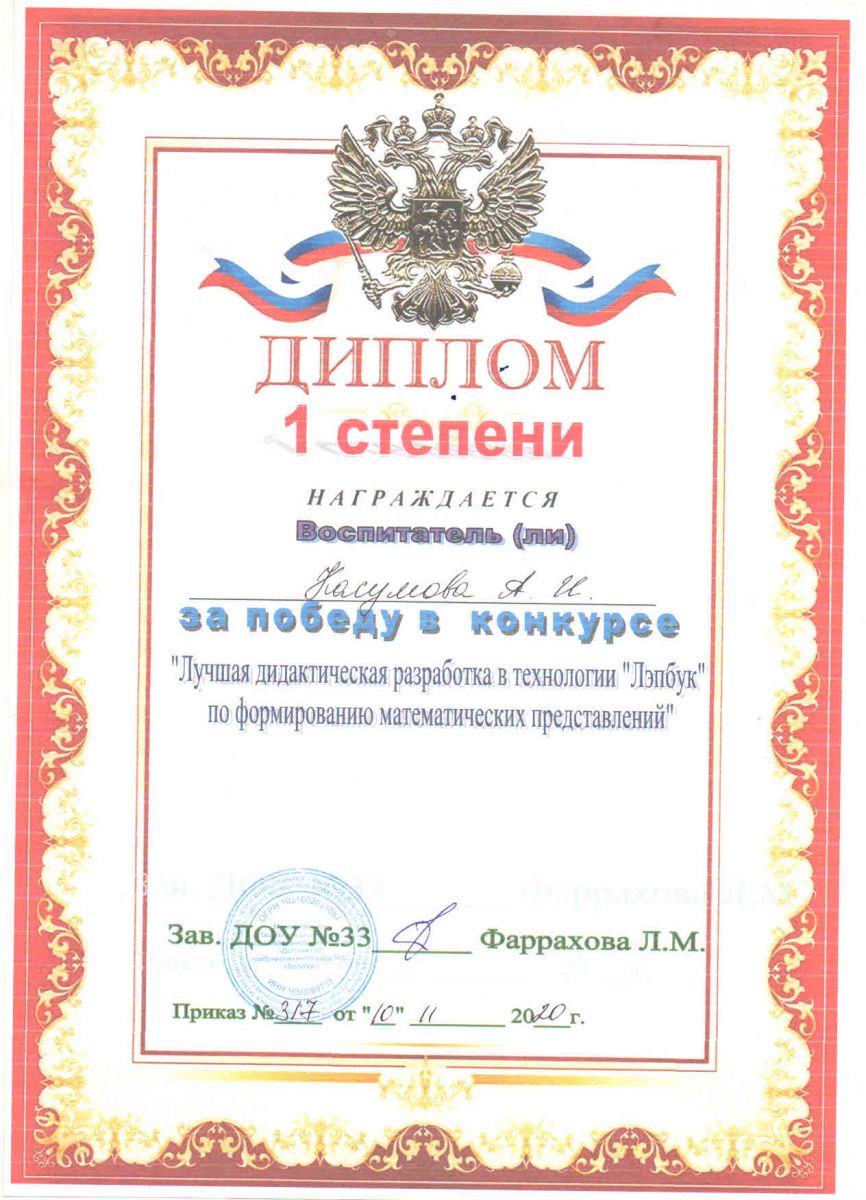 ДИПЛОМ
1 степени
НАГРАЖДАЕТСЯ
Воспитатель (ли)
Касумова А. И.
за победу в конкурсе
"Лучшая дидактическая разработка в технологии "Лэпбук"
по формированию математических представлений"
Зав. ДОУ №33 Фаррахова Л.М.
Приказ №317 от "10" 11 2020г.